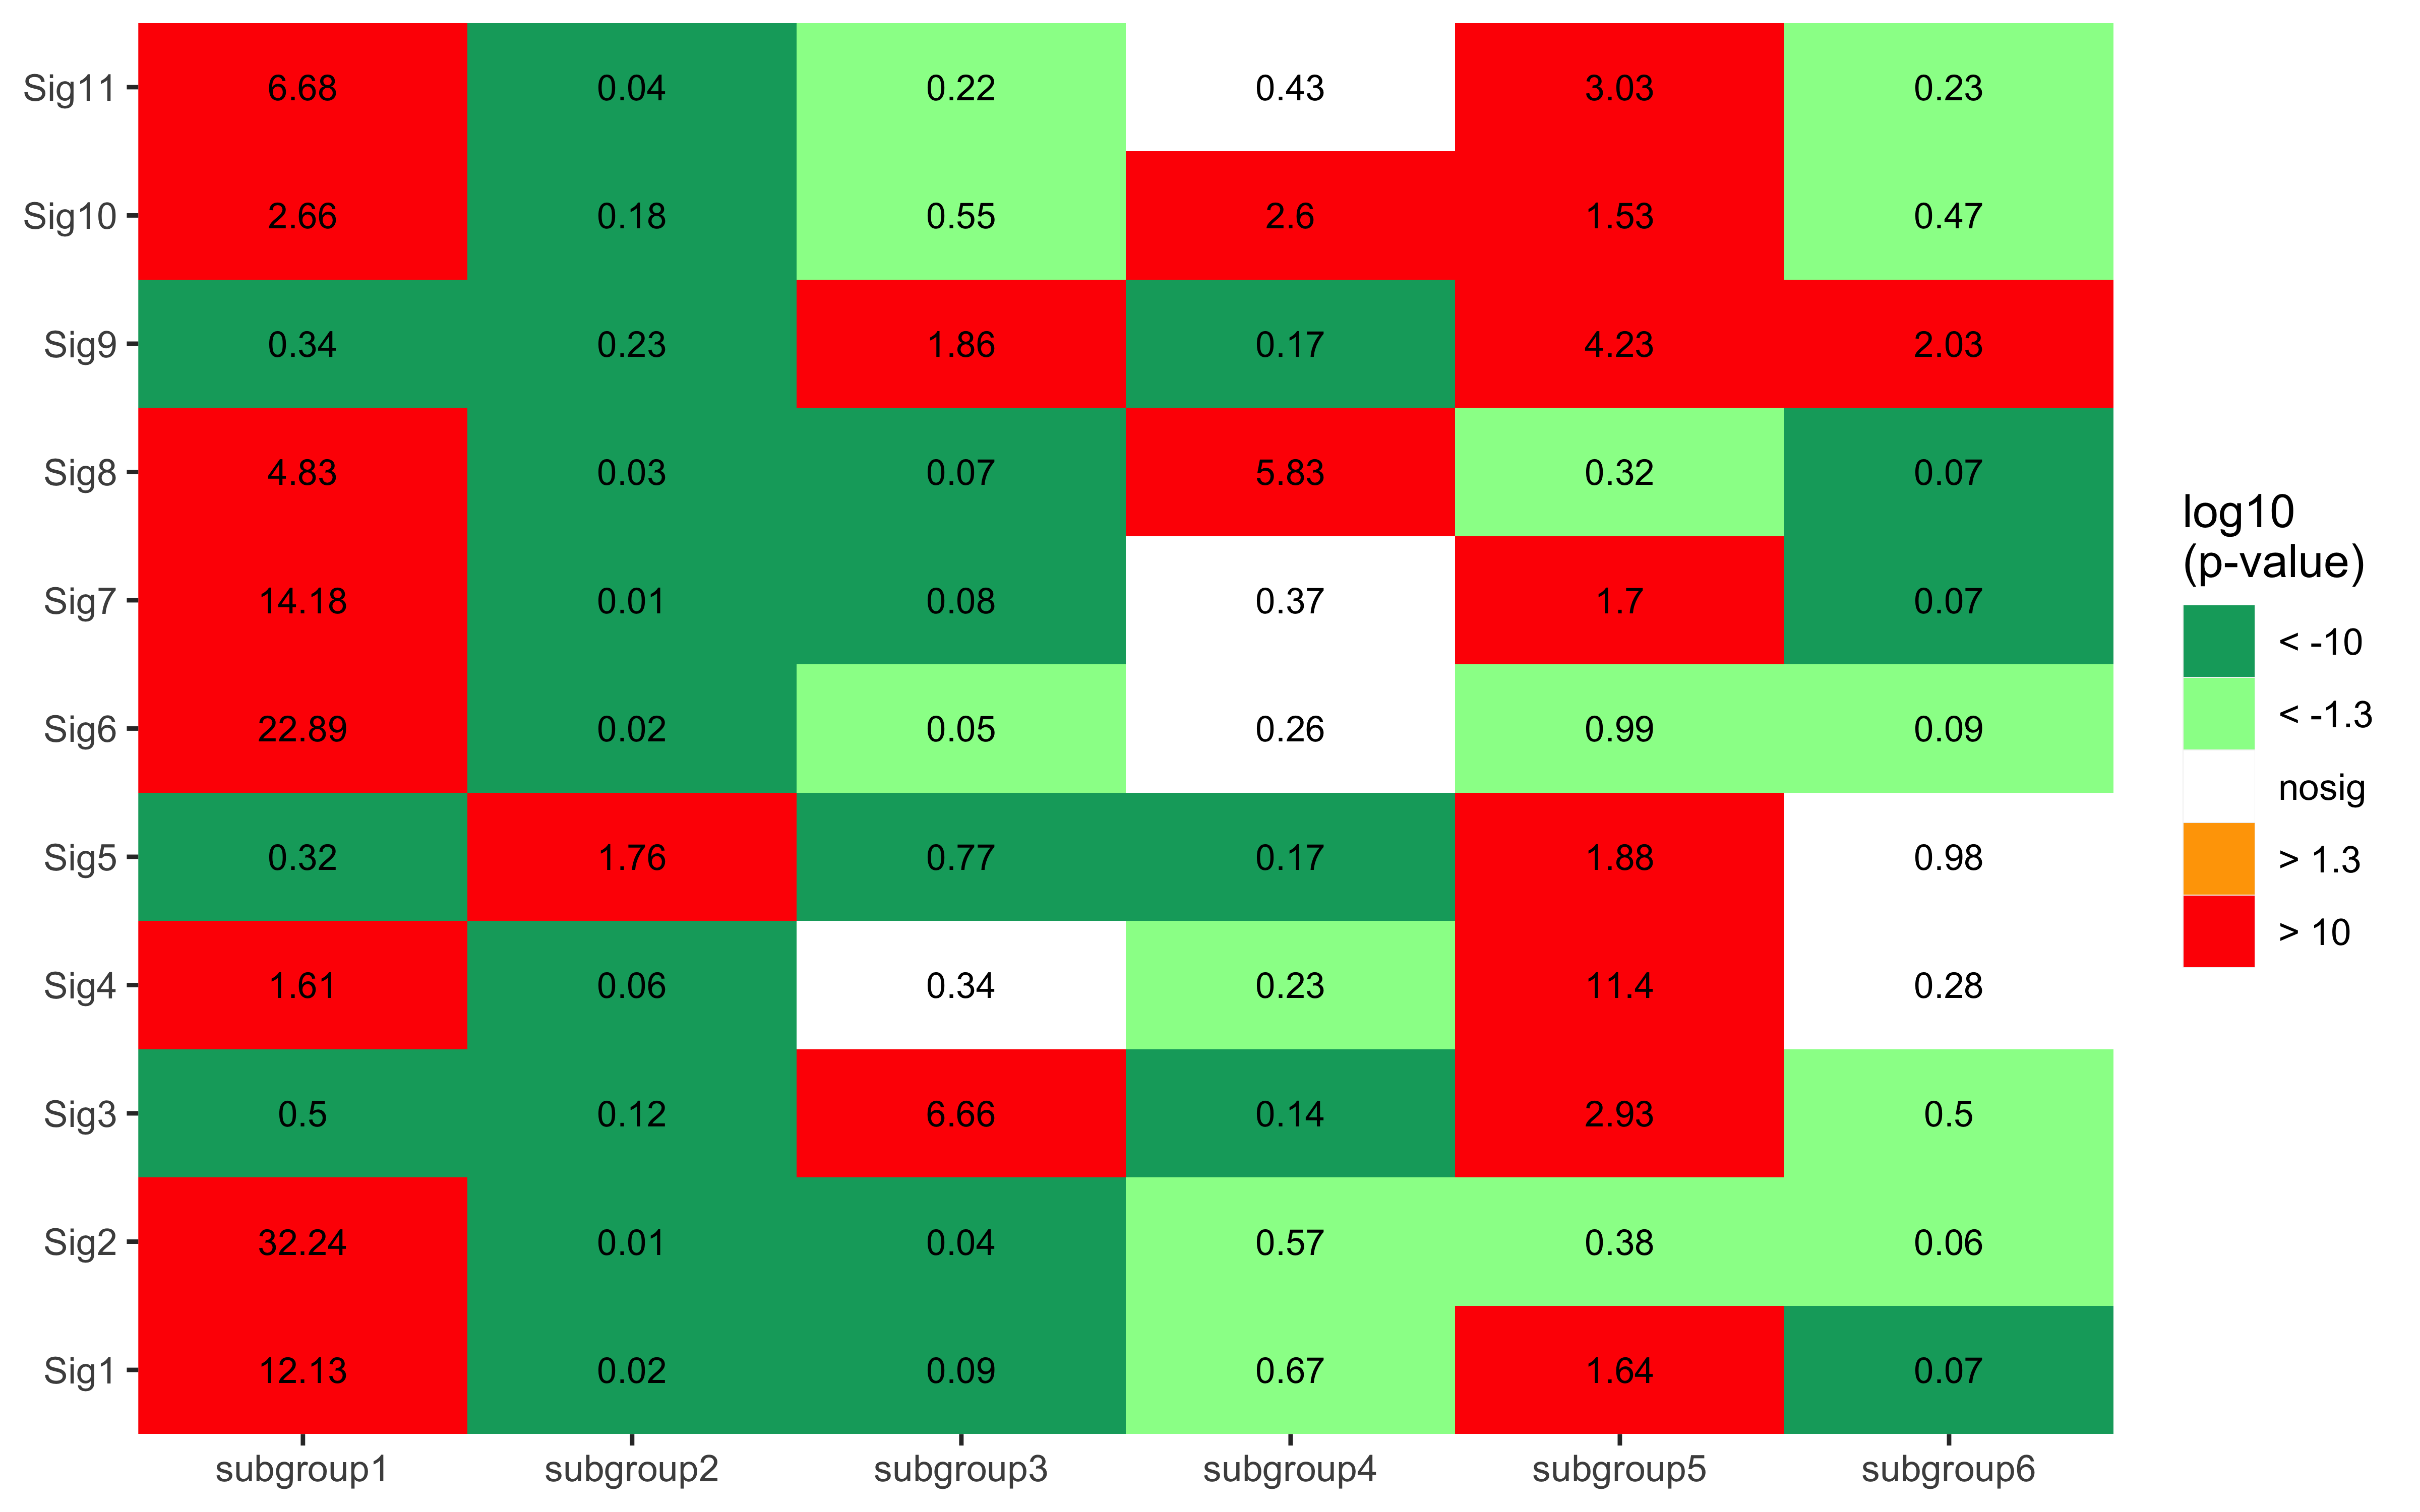 Sig11 6.68 0.04 0.22 0.43 3.03 0.23
Sig10 2.66 0.18 0.55 2.6 1.53 0.47
Sig9 0.34 0.23 1.86 0.17 4.23 2.03
Sig8 4.83 0.03 0.07 5.83 0.32 0.07
Sig7 14.18 0.01 0.08 0.37 1.7 0.07
Sig6 22.89 0.02 0.05 0.26 0.99 0.09
Sig5 0.32 1.76 0.77 0.17 1.88 0.98
Sig4 1.61 0.06 0.34 0.23 11.4 0.28
Sig3 0.5 0.12 6.66 0.14 2.93 0.5
Sig2 32.24 0.01 0.04 0.57 0.38 0.06
Sig1 12.13 0.02 0.09 0.67 1.64 0.07
subgroup1 subgroup2 subgroup3 subgroup4 subgroup5 subgroup6
log10
(p-value)
< -10
< -1.3
nosig
> 1.3
> 10